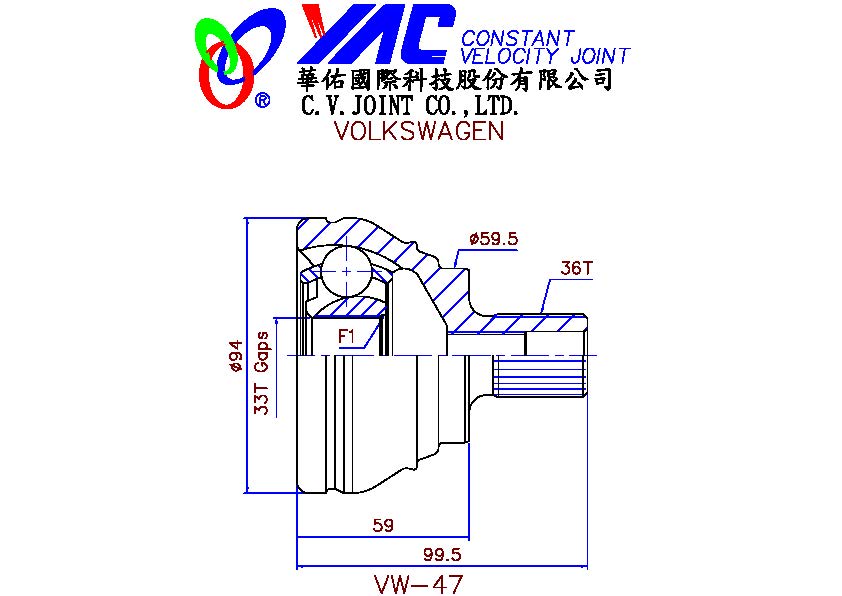 YAC CONSTANT
VELOCITY JOINT
®
華佑國際科技股份有限公司
C.V.JOINT CO.,LTD.
VOLKSWAGEN
ø59.5
36T
F1
ø94
33T Gaps
59
99.5
VW-47